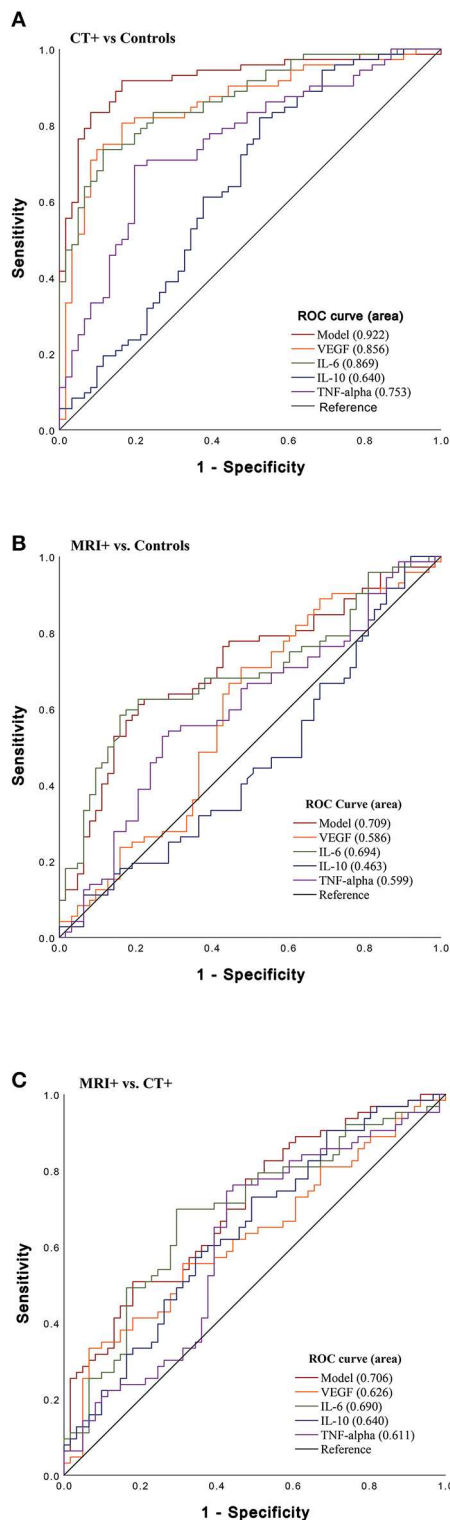 A
CT+ vs Controls
1.0
0.8
0.6
0.4
0.2
0.0
Sensitivity
ROC curve (area)
Model (0.922)
VEGF (0.856)
IL-6 (0.869)
IL-10 (0.640)
TNF-alpha (0.753)
Reference
0.0 0.2 0.4 0.6 0.8 1.0
1 - Specificity
B
MRI+ vs. Controls
1.0
0.8
0.6
0.4
0.2
0.0
Sensitivity
ROC Curve (area)
Model (0.709)
VEGF (0.586)
IL-6 (0.694)
IL-10 (0.463)
TNF-alpha (0.599)
Reference
0.0 0.2 0.4 0.6 0.8 1.0
1 - Specificity
C
MRI+ vs. CT+
1.0
0.8
0.6
0.4
0.2
0.0
Sensitivity
ROC curve (area)
Model (0.706)
VEGF (0.626)
IL-6 (0.690)
IL-10 (0.640)
TNF-alpha (0.611)
Reference
0.0 0.2 0.4 0.6 0.8 1.0
1 - Specificity